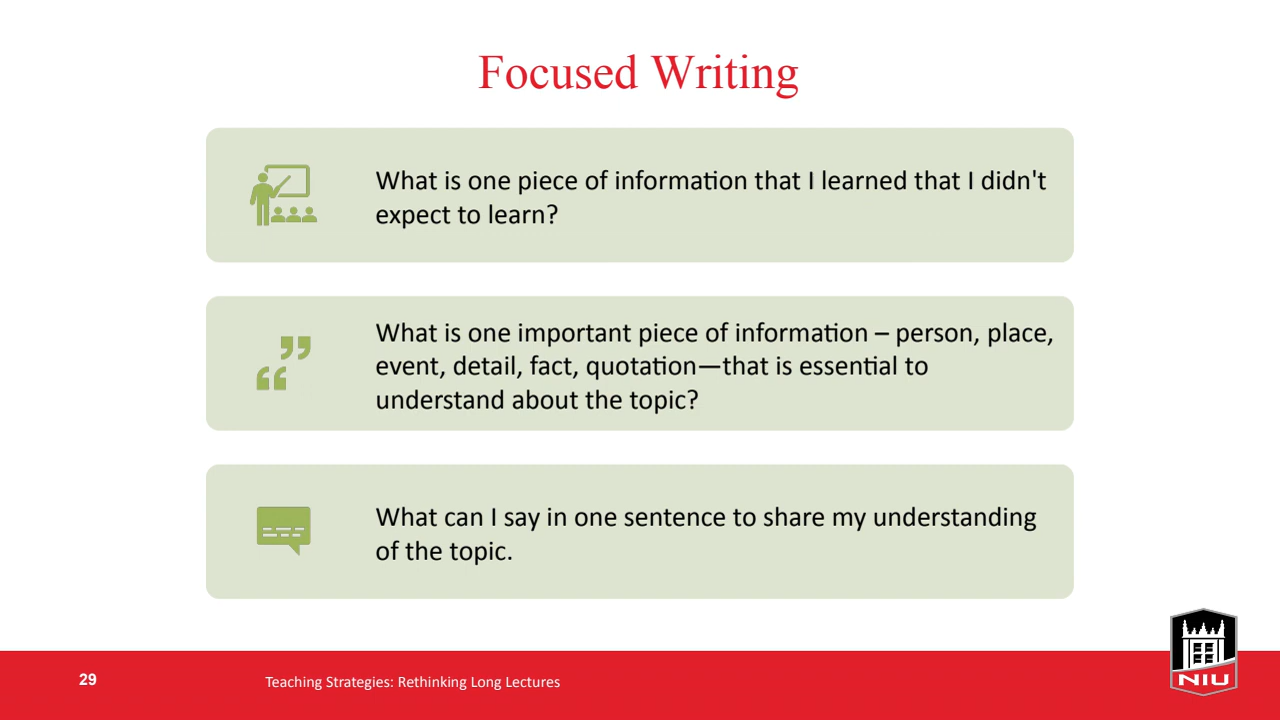 Focused Writing
What is one piece of information that I learned that I didn't
expect to learn?
What is one important piece of information – person, place,
event, detail, fact, quotation—that is essential to
understand about the topic?
What can I say in one sentence to share my understanding
of the topic.
29
Teaching Strategies: Rethinking Long Lectures
NIU